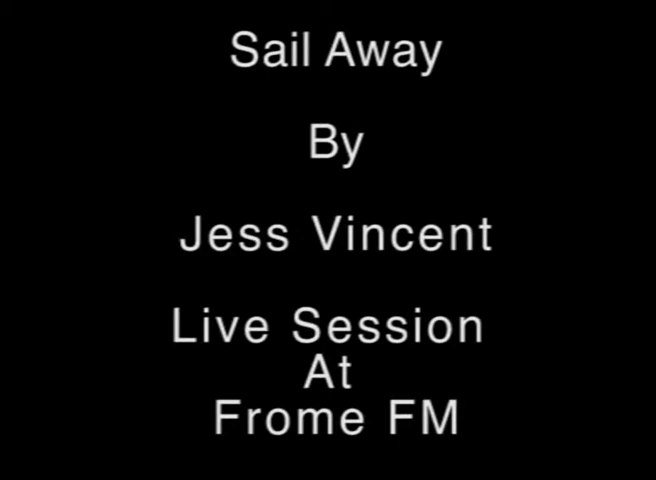 Sail Away
By
Jess Vincent
Live Session
At
Frome FM